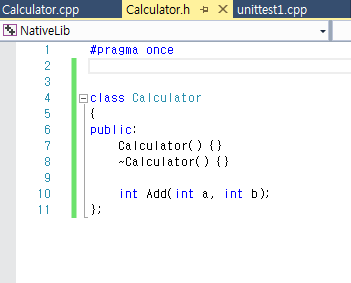 Calculator.cpp Calculator.h unittest1.cpp
NativeLib
1 #pragma once
2
3
4 class Calculator
5 {
6 public:
7 Calculator() {}
8 ~Calculator() {}
9
10 int Add(int a, int b);
11 };